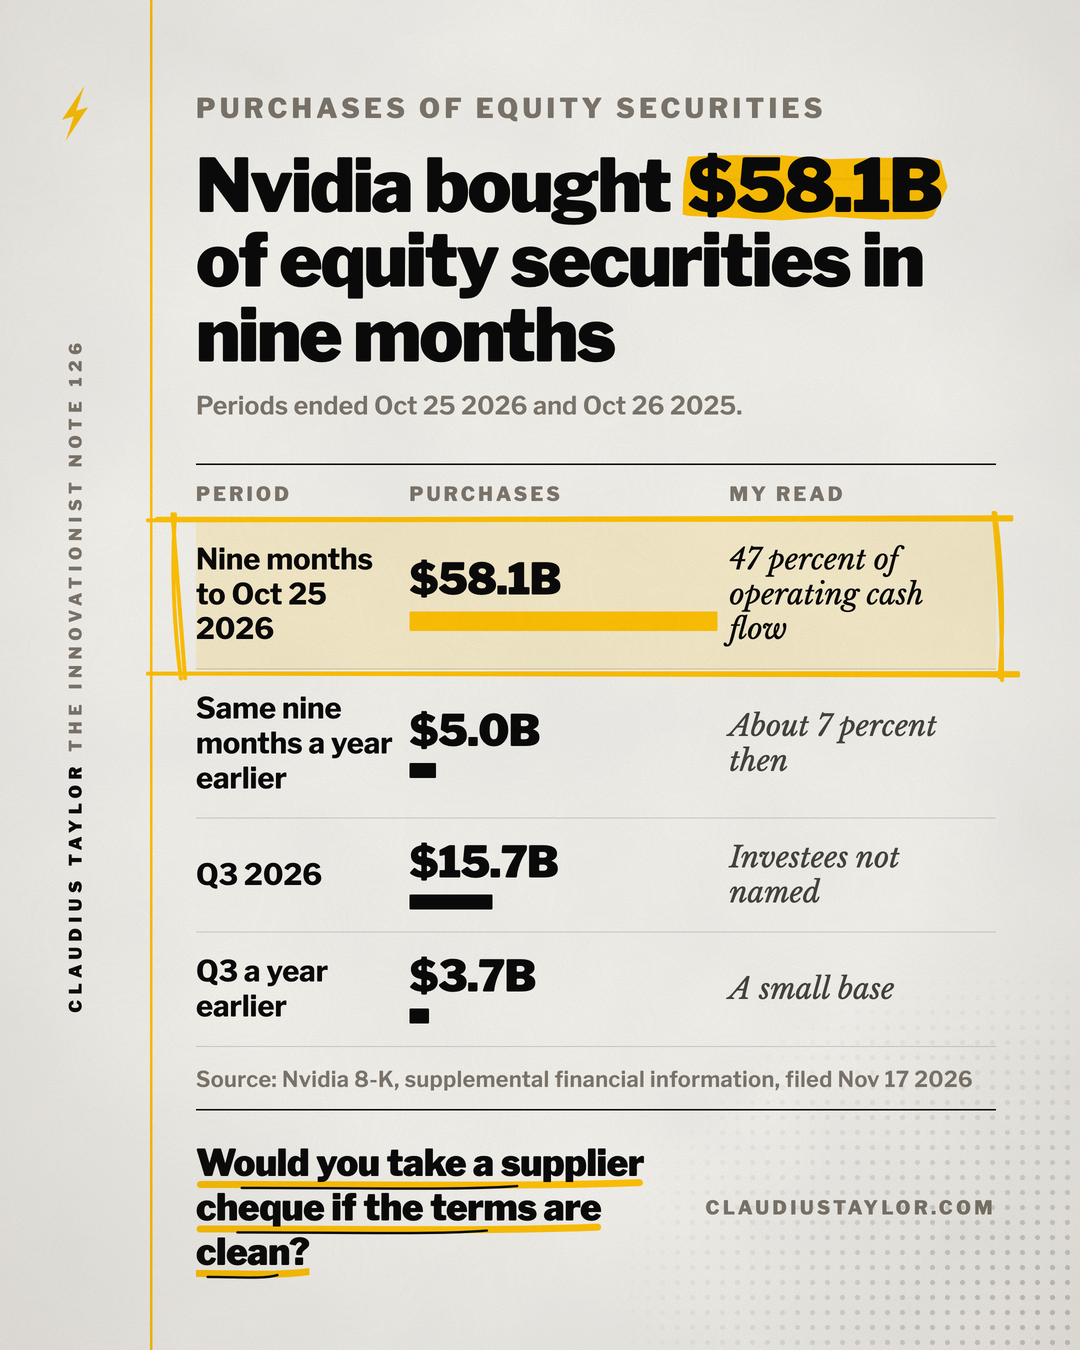 PURCHASES OF EQUITY SECURITIES
Nvidia bought $58.1B
of equity securities in
nine months
Periods ended Oct 25 2026 and Oct 26 2025.
PERIOD PURCHASES MY READ
Nine months
to Oct 25
2026
$58.1B
47 percent of
operating cash
flow
Same nine
months a year
earlier
$5.0B
About 7 percent
then
Q3 2026
$15.7B
Investees not
named
Q3 a year
earlier
$3.7B
A small base
Source: Nvidia 8-K, supplemental financial information, filed Nov 17 2026
Would you take a supplier
cheque if the terms are
clean?
CLAUDIUSTAYLOR.COM
CLAUDIUS TAYLOR THE INNOVATIONIST NOTE 126